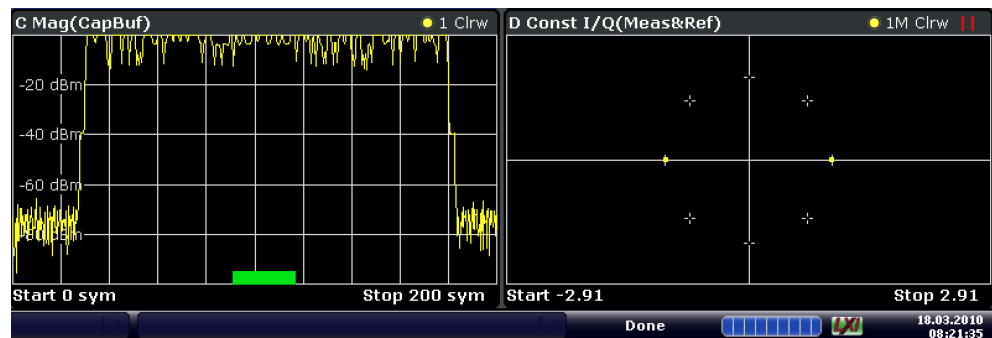 C Mag(CapBuf)
1 Clrw
D Const I/Q(Meas&Ref)
1M Clrw
-20 dBm
-40 dBm
-60 dBm
Start 0 sym
Stop 200 sym
Start -2.91
Stop 2.91
Done
LXI
18.03.2010
08:21:35